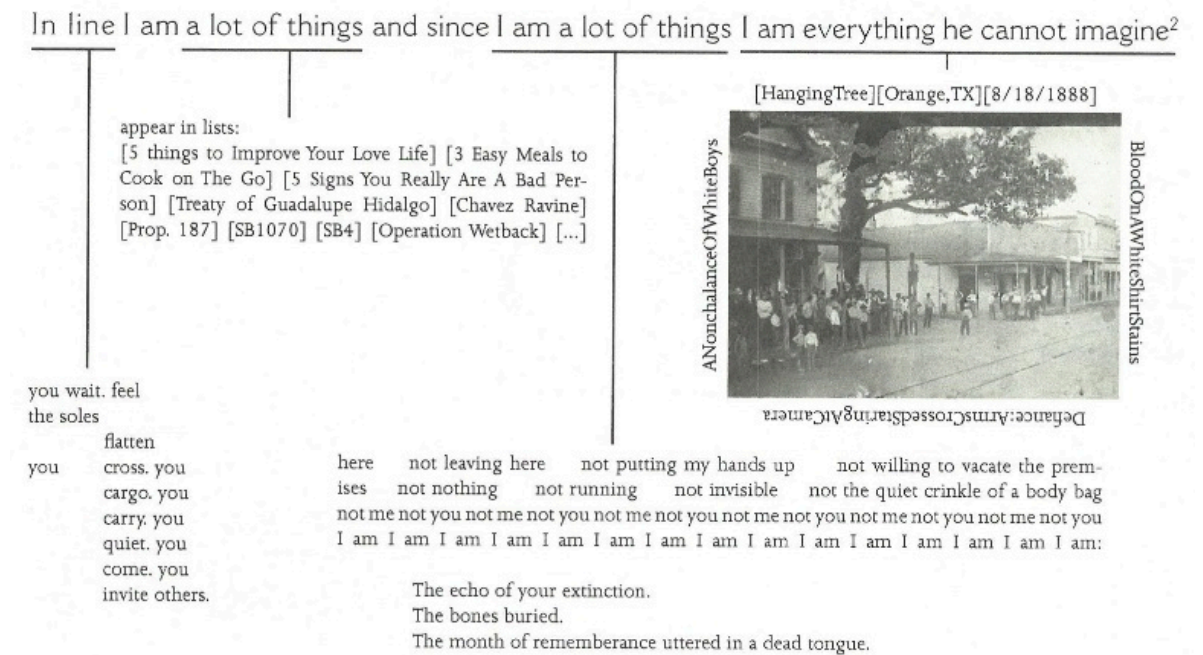 In line I am a lot of things and since I am a lot of things I am everything he cannot imagine²
appear in lists:
[5 things to Improve Your Love Life] [3 Easy Meals to
Cook on The Go] [5 Signs You Really Are A Bad Per-
son] [Treaty of Guadalupe Hidalgo] [Chavez Ravine]
[Prop. 187] [SB1070] [SB4] [Operation Wetback] [...]
[HangingTree][Orange,TX][8/18/1888]
ANonchalanceOfWhiteBoys
BloodOnAWhiteShirtStains
Defiance:ArmsCrossedStaringAtCamera
you wait. feel
the soles
flatten
you cross. you
cargo. you
carry. you
quiet. you
come. you
invite others.
here not leaving here not putting my hands up not willing to vacate the prem-
ises not nothing not running not invisible not the quiet crinkle of a body bag
not me not you not me not you not me not you not me not you not me not you not me not you
I am I am I am I am I am I am I am I am I am I am I am I am I am I am I am:
The echo of your extinction.
The bones buried.
The month of rememberance uttered in a dead tongue.